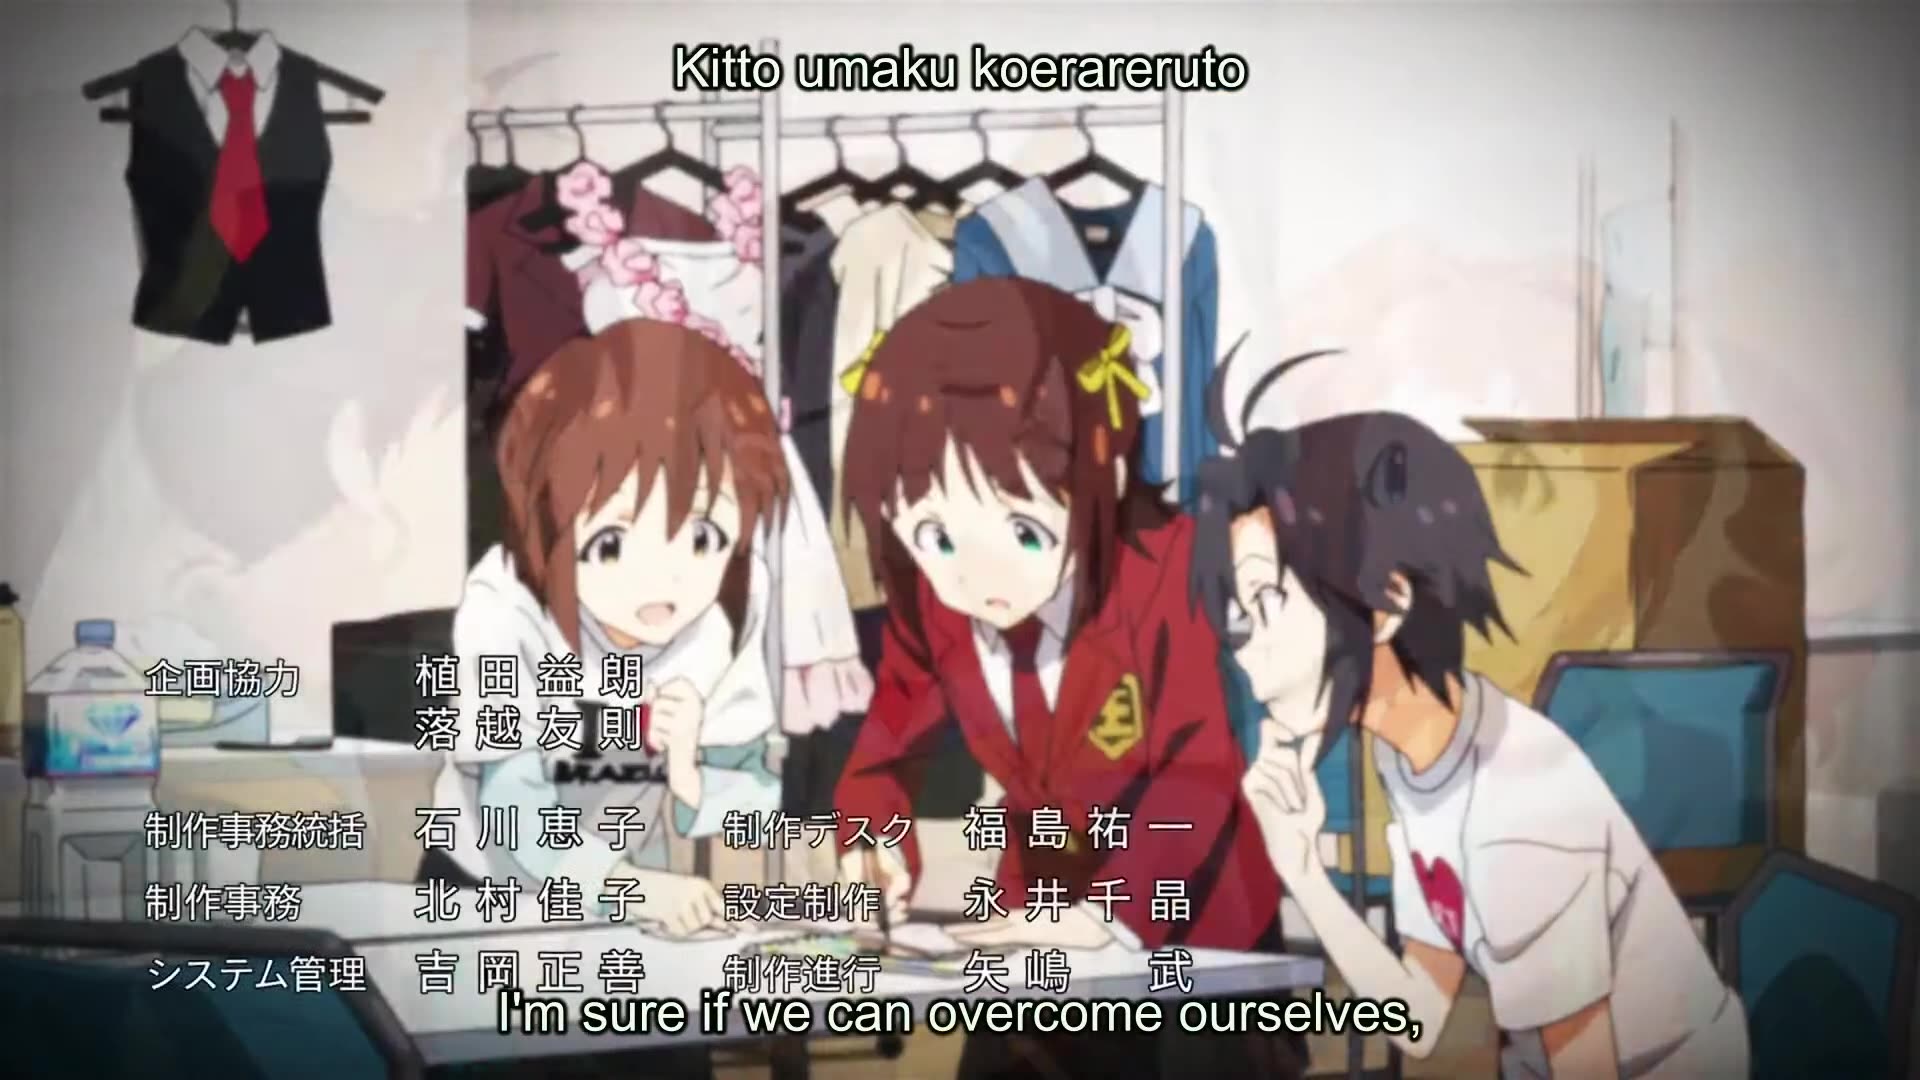 Kitto umaku koerareruto
企画協力 植田益朗
落越友則
制作事務統括 石川恵子 制作デスク 福島祐一
制作事務 北村佳子 設定制作 永井千晶
システム管理 吉岡正善 制作進行 矢嶋 武
I'm sure if we can overcome ourselves,